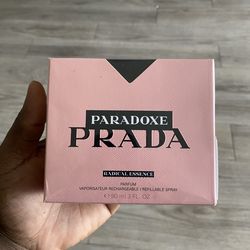 PARADOXE
PRADA
RADICAL ESSENCE
PARFUM
VAPORISATEUR RECHARGEABLE / REFILLABLE SPRAY
℮ 90 ml 3 FL. OZ.